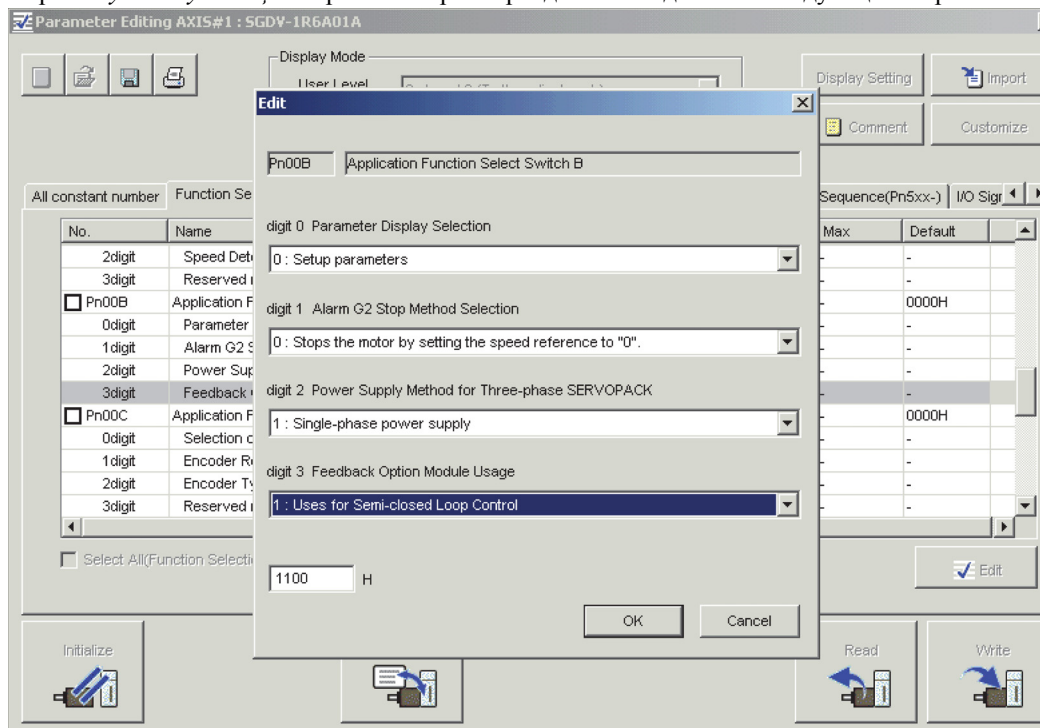 Parameter Editing AXIS#1 : SGDV-1R6A01A
Display Mode
User Level
Display Setting
Import
Edit
Comment
Customize
Pn00B Application Function Select Switch B
All constant number Function Se Sequence(Pn5xx-) I/O Sigr
No. Name Max Default
digit 0 Parameter Display Selection
0 : Setup parameters
digit 1 Alarm G2 Stop Method Selection
0 : Stops the motor by setting the speed reference to "0".
digit 2 Power Supply Method for Three-phase SERVOPACK
1 : Single-phase power supply
digit 3 Feedback Option Module Usage
1 : Uses for Semi-closed Loop Control
1100 H
OK Cancel
2digit Speed Det - -
3digit Reserved - -
Pn00B Application F - 0000H
0digit Parameter - -
1digit Alarm G2 S - -
2digit Power Sup - -
3digit Feedback - -
Pn00C Application F - 0000H
0digit Selection o - -
1digit Encoder R - -
2digit Encoder Ty - -
3digit Reserved - -
Select All(Function Selecti
Edit
Initialize
Read
Write